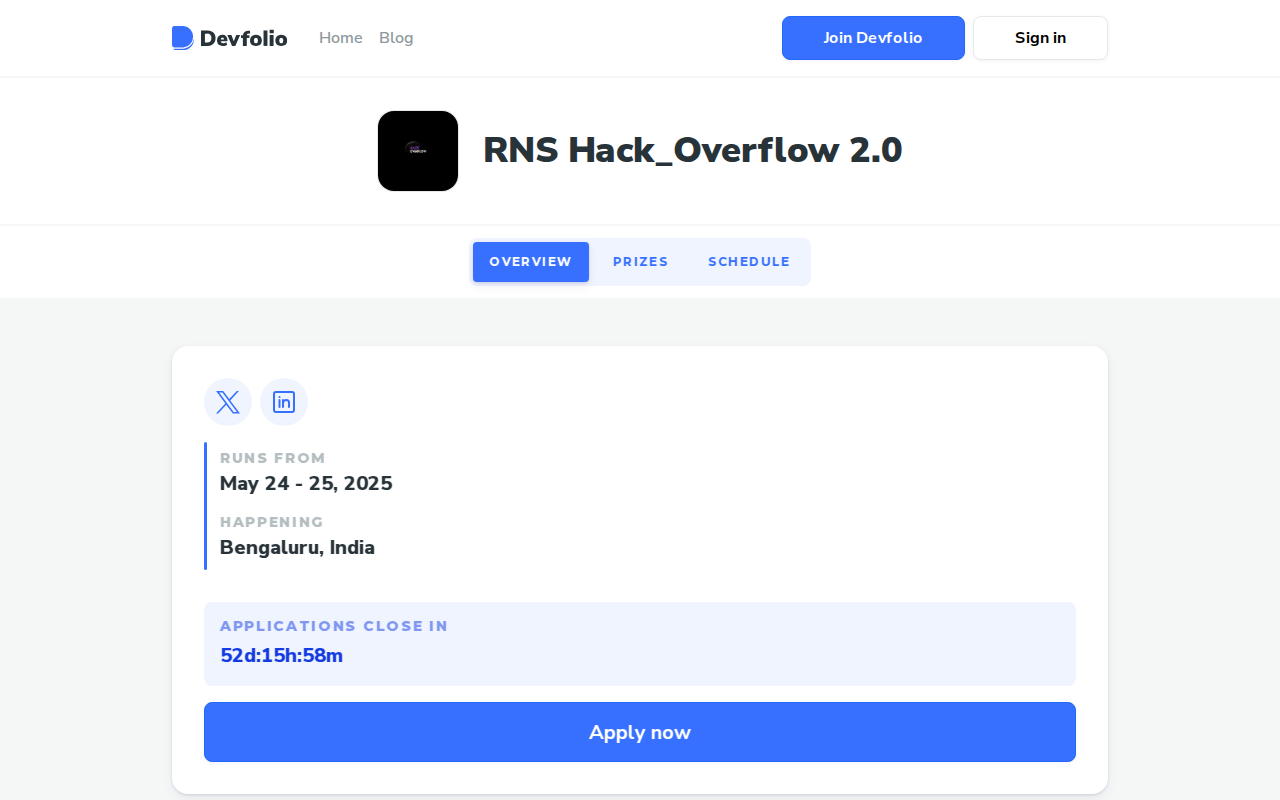 Devfolio
Home
Blog
Join Devfolio
Sign in
RNS Hack_Overflow 2.0
OVERVIEW
PRIZES
SCHEDULE
RUNS FROM
May 24 - 25, 2025
HAPPENING
Bengaluru, India
APPLICATIONS CLOSE IN
52d:15h:58m
Apply now